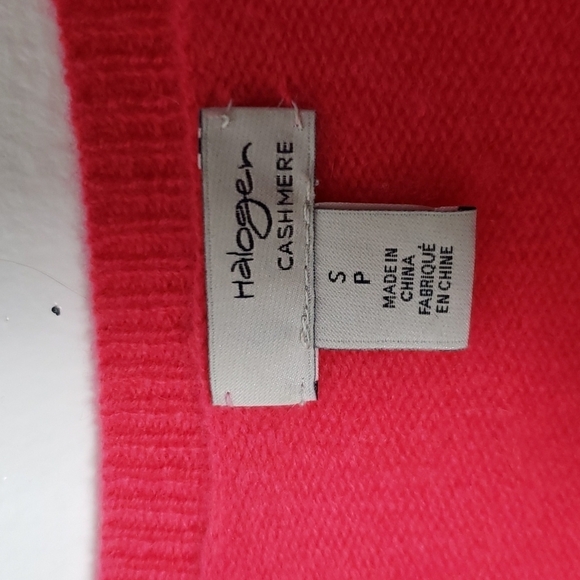 Halogen
CASHMERE
S
P
MADE IN
CHINA
FABRIQUÉ
EN CHINE